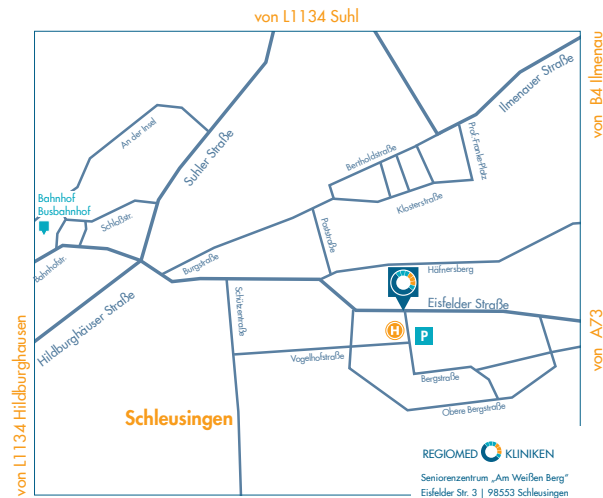 von L1134 Suhl
von B4 Ilmenau
Ilmenauer Straße
An der Insel
Suhler Straße
Prof.-Franke-Platz
Bertholdstraße
Bahnhof
Busbahnhof
Schloßstr.
Klosterstraße
Poststraße
Burgstraße
Bahnhofstr.
Häfnersberg
Schützenstraße
Eisfelder Straße
Hildburghäuser Straße
H
P
Vogelhofstraße
von A73
Bergstraße
Obere Bergstraße
von L1134 Hildburghausen
Schleusingen
REGIOMED KLINIKEN
Seniorenzentrum „Am Weißen Berg“
Eisfelder Str. 3 | 98553 Schleusingen